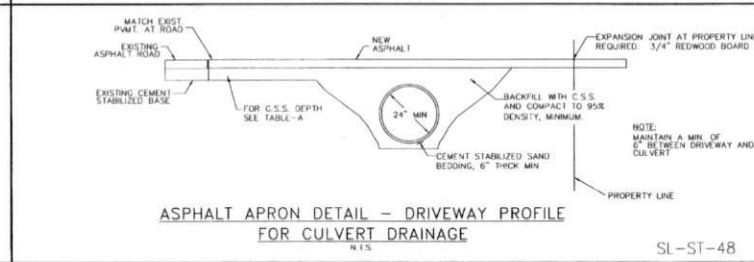 MATCH EXIST.
PVMT. AT ROAD
EXISTING
ASPHALT ROAD
EXISTING CEMENT
STABILIZED BASE
FOR C.S.S. DEPTH
SEE TABLE-A
NEW
ASPHALT
24" MIN
BACKFILL WITH C.S.S.
AND COMPACT TO 95%
DENSITY, MINIMUM.
CEMENT STABILIZED SAND
BEDDING, 6" THICK MIN
EXPANSION JOINT AT PROPERTY LINE
REQUIRED. 3/4" REDWOOD BOARD
NOTE:
MAINTAIN A MIN. OF
6" BETWEEN DRIVEWAY AND
CULVERT
PROPERTY LINE
ASPHALT APRON DETAIL - DRIVEWAY PROFILE
FOR CULVERT DRAINAGE
N.T.S.
SL-ST-48